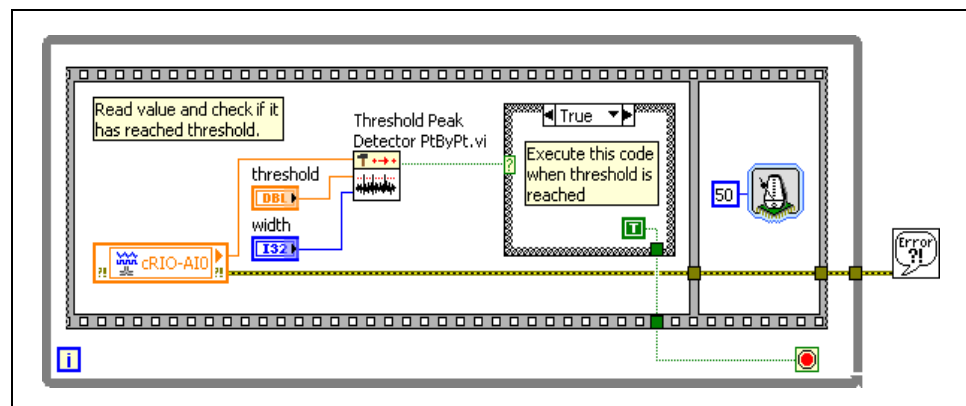 Read value and check if it
has reached threshold.
Threshold Peak
Detector PtByPt.vi
True
Execute this code
when threshold is
reached
threshold
DBL
width
I32
?! cRIO-AI0 ?!
?
T
50
Error
?!
i